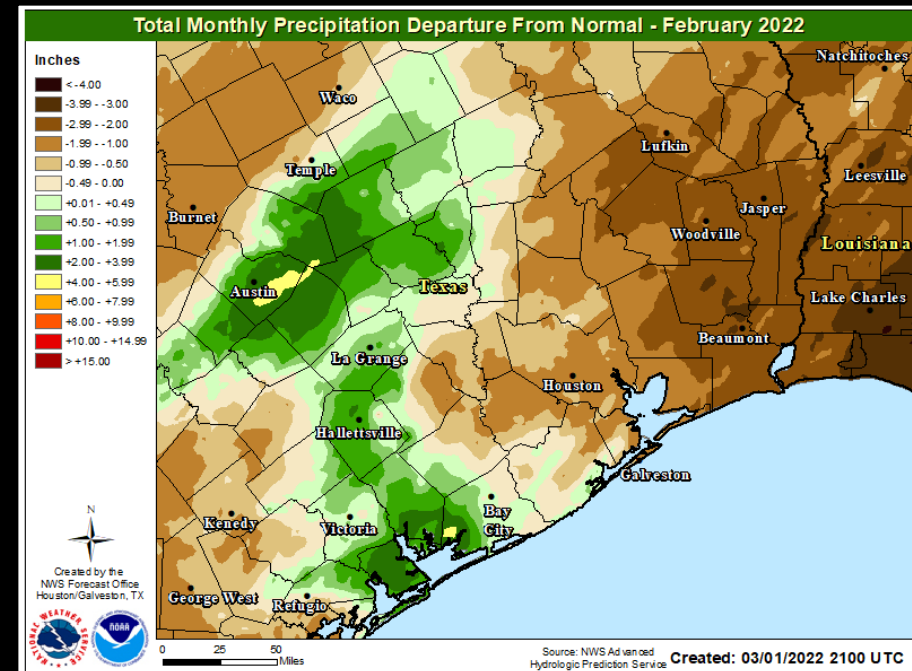 Total Monthly Precipitation Departure From Normal - February 2022
Inches
< -4.00
-3.99 - -3.00
-2.99 - -2.00
-1.99 - -1.00
-0.99 - -0.50
-0.49 - 0.00
+0.01 - +0.49
+0.50 - +0.99
+1.00 - +1.99
+2.00 - +3.99
+4.00 - +5.99
+6.00 - +7.99
+8.00 - +9.99
+10.00 - +14.99
> +15.00
Natchitoches
Waco
Lufkin
Temple
Leesville
Jasper
Burnet
Woodville
Louisiana
Texas
Austin
Lake Charles
Beaumont
La Grange
Houston
Hallettsville
Galveston
Bay
City
Kenedy
Victoria
George West
Refugio
N
Created by the
NWS Forecast Office
Houston/Galveston, TX
NATIONAL WEATHER SERVICE
NOAA
0 25 50
Miles
Source: NWS Advanced
Hydrologic Prediction Service
Created: 03/01/2022 2100 UTC